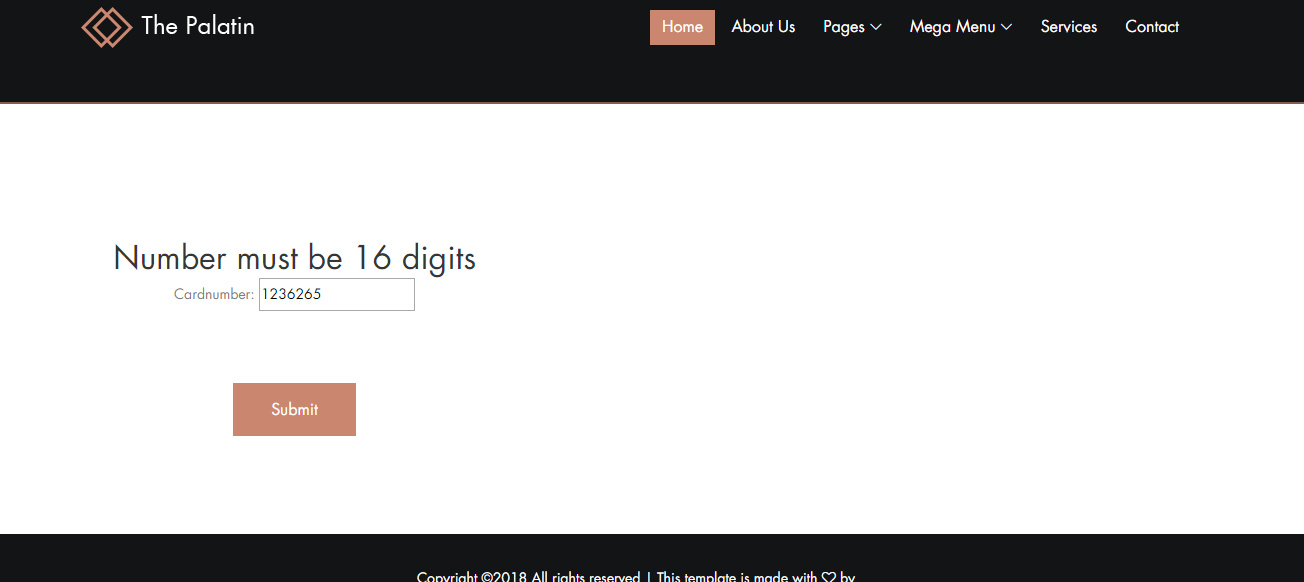 The Palatin
Home About Us Pages Mega Menu Services Contact
Number must be 16 digits
Cardnumber: 1236265
Submit
Copyright ©2018 All rights reserved | This template is made with ♡ by